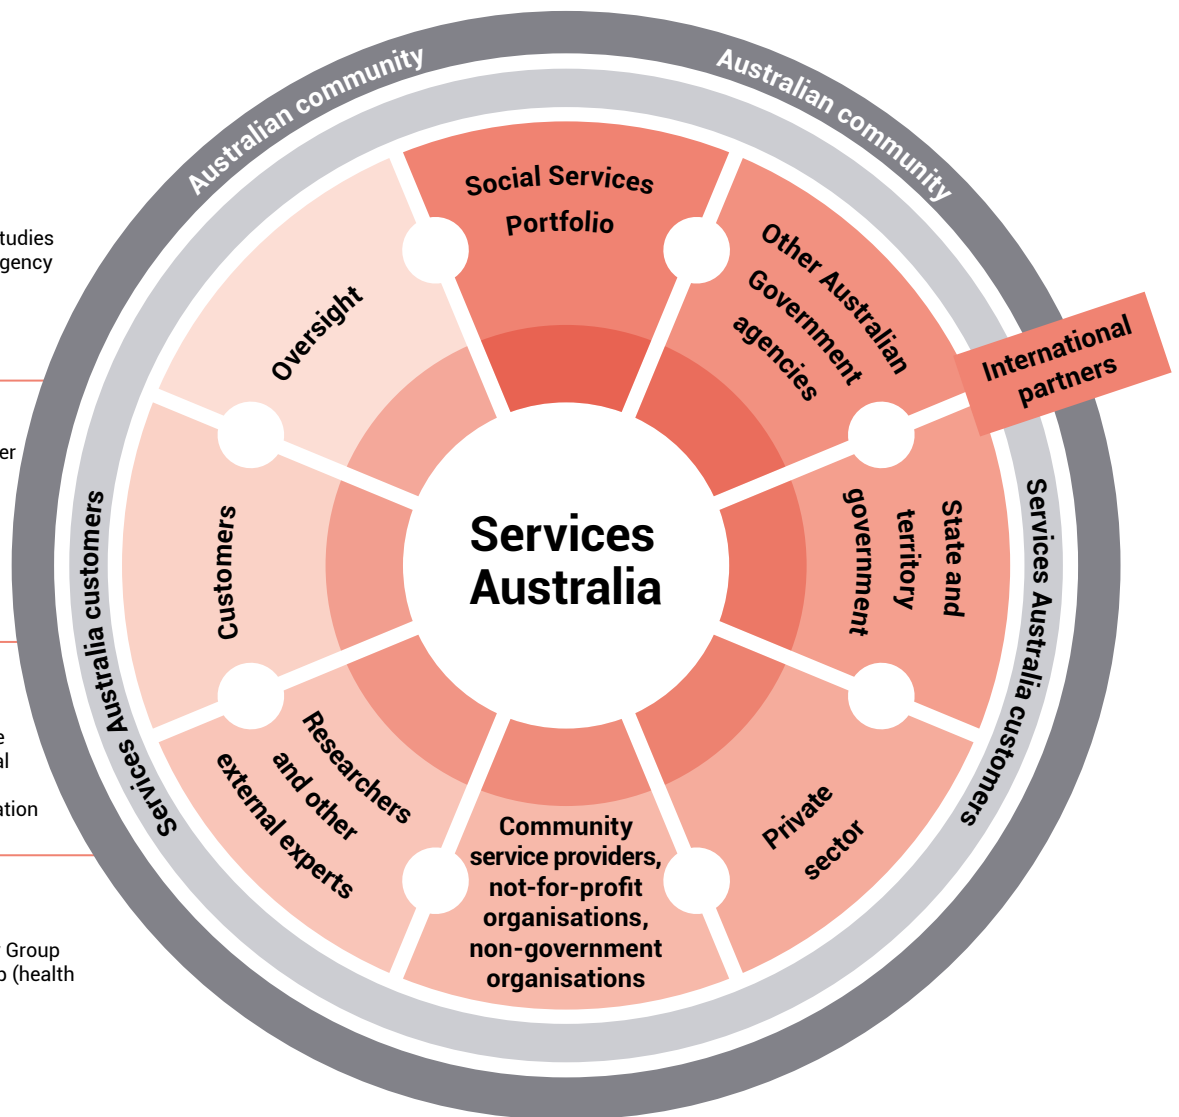 Australian community
Australian community
Social Services
Portfolio
Other Australian
Government
agencies
International
partners
State and
territory
government
Services Australia customers
Private
sector
Community
service providers,
not-for-profit
organisations,
non-government
organisations
Researchers
and other
external experts
Customers
Services Australia customers
Oversight
Services
Australia
tudies
gency
er
e
al
ation
Group
(health